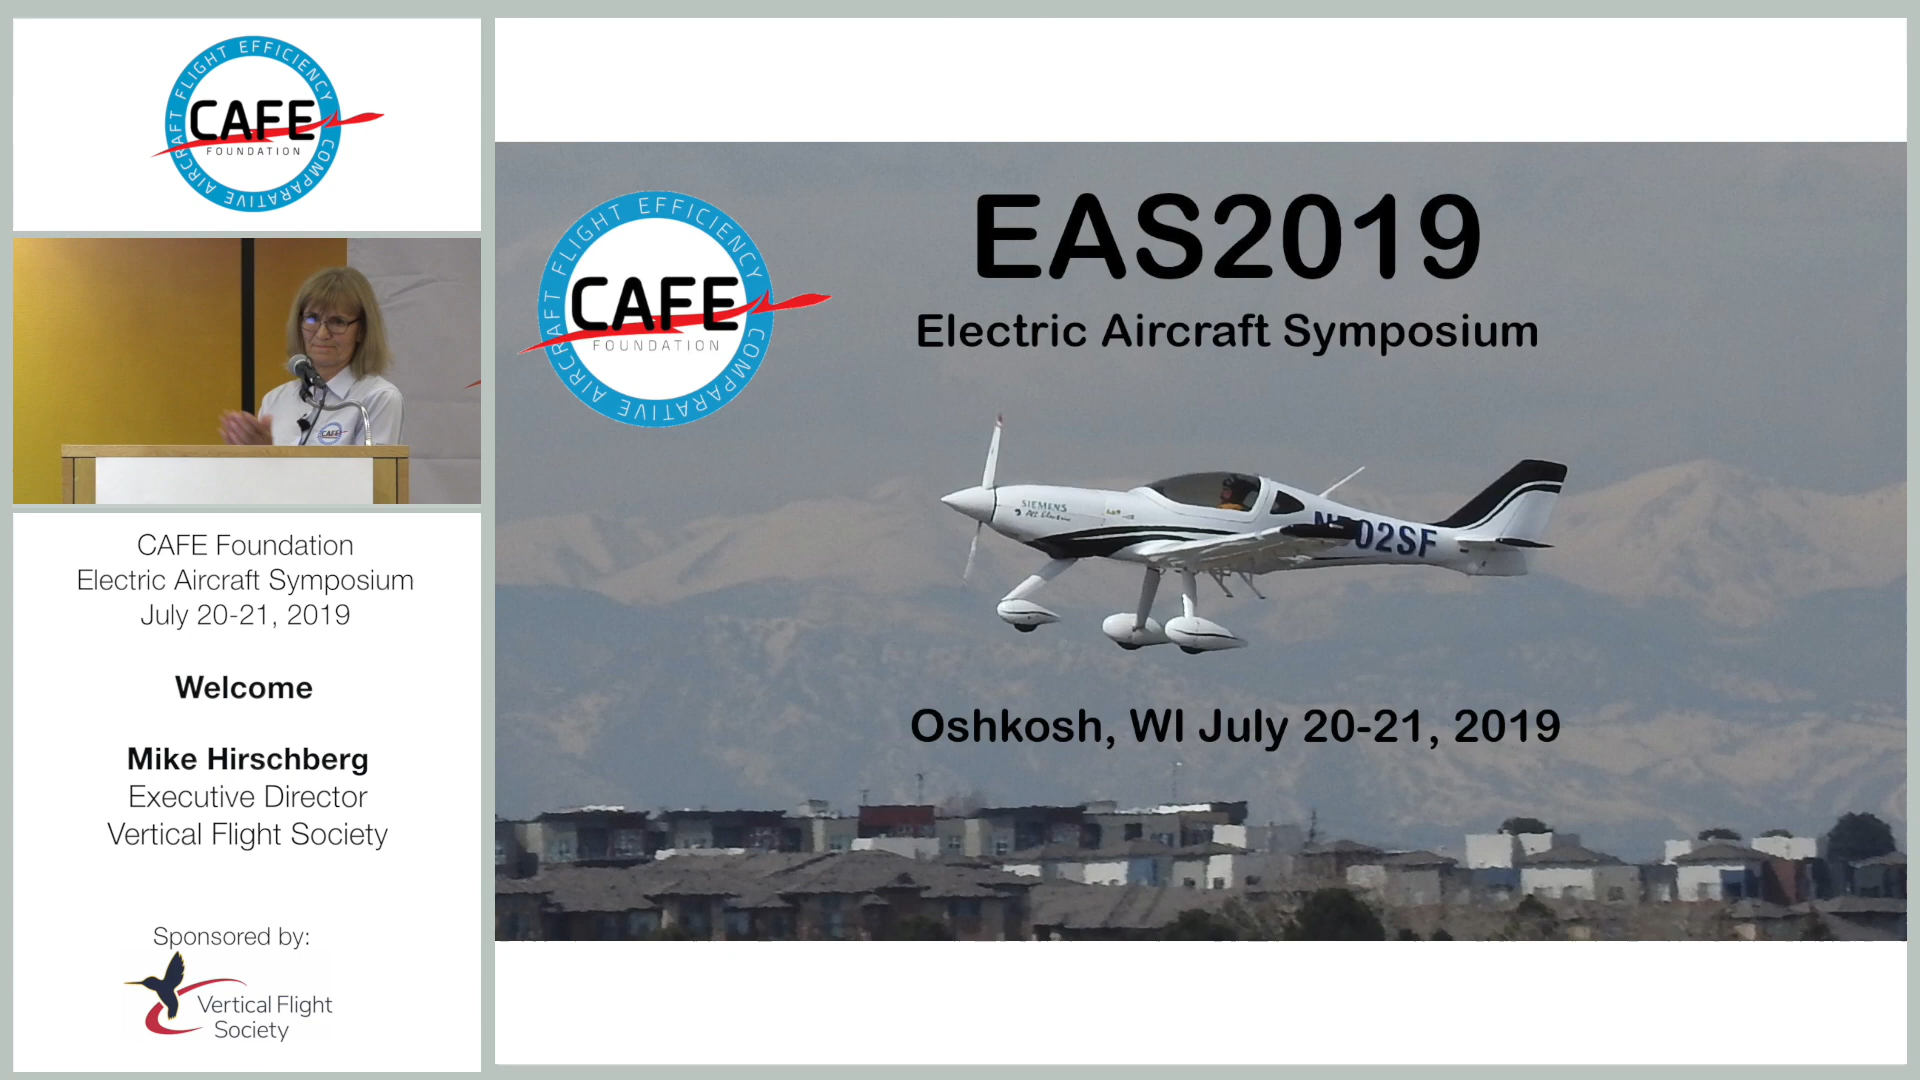 AIRCRAFT FLIGHT EFFICIENCY COMPARATIVE
CAFE
FOUNDATION
CAFE
CAFE Foundation
Electric Aircraft Symposium
July 20-21, 2019
Welcome
Mike Hirschberg
Executive Director
Vertical Flight Society
Sponsored by:
Vertical Flight
Society
EAS2019
Electric Aircraft Symposium
AIRCRAFT FLIGHT EFFICIENCY COMPARATIVE
CAFE
FOUNDATION
SIEMENS
02SF
Oshkosh, WI July 20-21, 2019